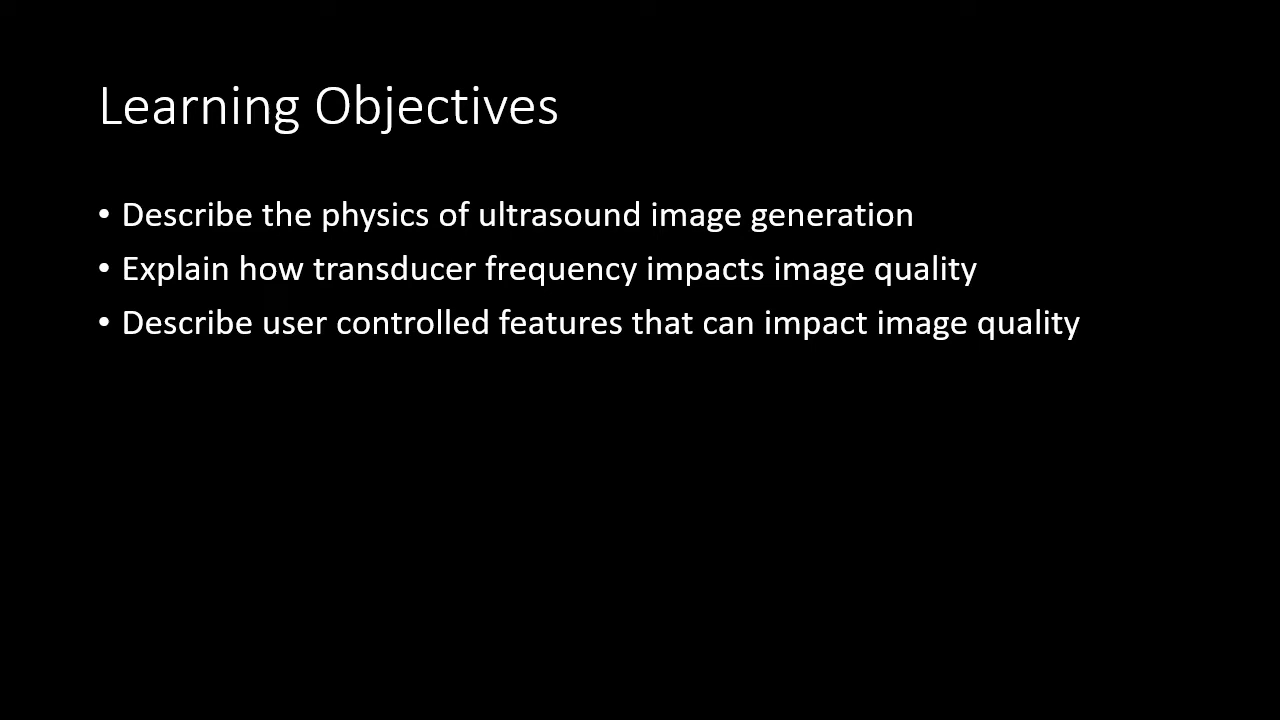 Learning Objectives
• Describe the physics of ultrasound image generation
• Explain how transducer frequency impacts image quality
• Describe user controlled features that can impact image quality